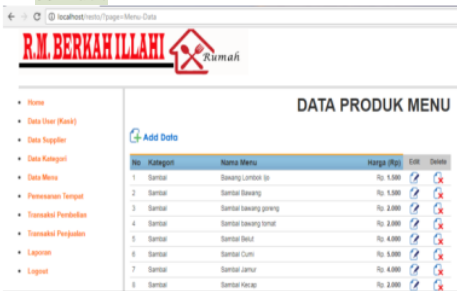 localhost/resto/?page=Menu-Data
R.M. BERKAH ILLAHI Rumah
Home
Data User (Kasir)
Data Supplier
Data Kategori
Data Menu
Pemesanan Tempat
Transaksi Pembelian
Transaksi Penjualan
Laporan
Logout
DATA PRODUK MENU
Add Data
No Kategori Nama Menu Harga (Rp) Edit Delete
1 Sambal Bawang Lombok Ijo Rp. 1.500
2 Sambal Sambal Bawang Rp. 1.500
3 Sambal Sambal bawang goreng Rp. 2.000
4 Sambal Sambal bawang tomat Rp. 2.000
5 Sambal Sambal Belut Rp. 4.000
6 Sambal Sambal Cumi Rp. 5.000
7 Sambal Sambal Jamur Rp. 4.000
8 Sambal Sambal Kecap Rp. 2.000